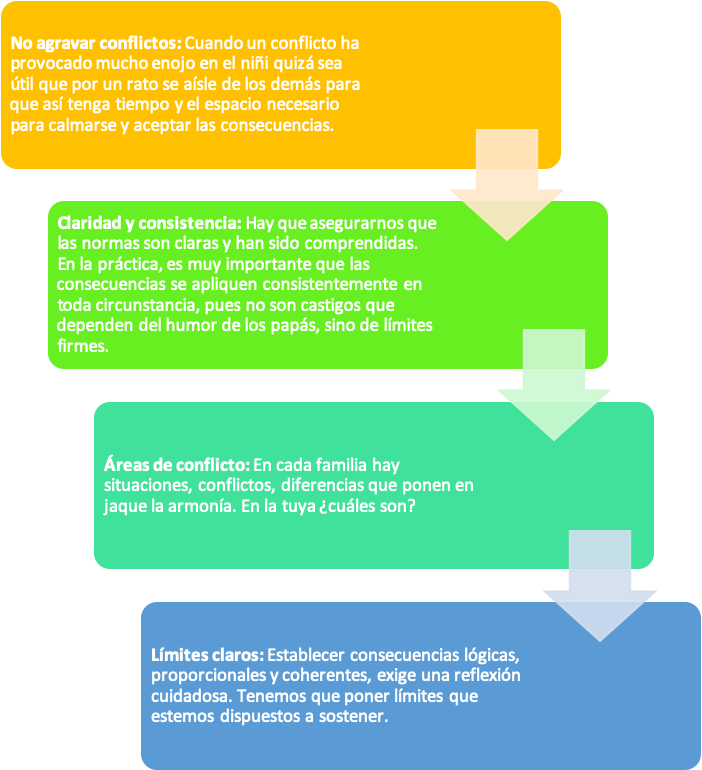 No agravar conflictos: Cuando un conflicto ha
provocado mucho enojo en el niñi quizá sea
útil que por un rato se aísle de los demás para
que así tenga tiempo y el espacio necesario
para calmarse y aceptar las consecuencias.
Claridad y consistencia: Hay que asegurarnos que
las normas son claras y han sido comprendidas.
En la práctica, es muy importante que las
consecuencias se apliquen consistentemente en
toda circunstancia, pues no son castigos que
dependen del humor de los papás, sino de límites
firmes.
Áreas de conflicto: En cada familia hay
situaciones, conflictos, diferencias que ponen en
jaque la armonía. En la tuya ¿cuáles son?
Límites claros: Establecer consecuencias lógicas,
proporcionales y coherentes, exige una reflexión
cuidadosa. Tenemos que poner límites que
estemos dispuestos a sostener.